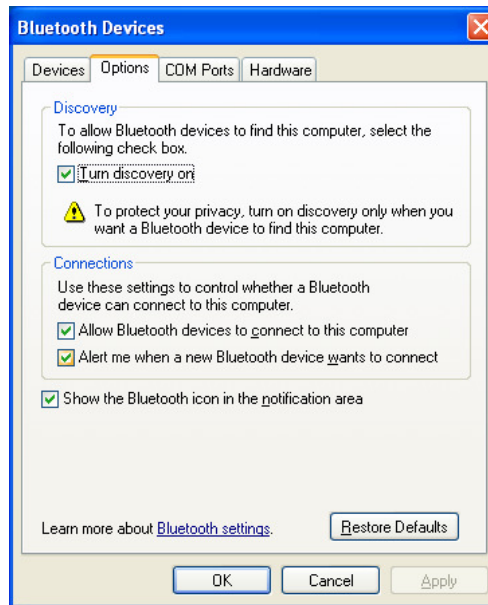 Bluetooth Devices
Devices Options COM Ports Hardware
Discovery
To allow Bluetooth devices to find this computer, select the
following check box.
Turn discovery on
To protect your privacy, turn on discovery only when you
want a Bluetooth device to find this computer.
Connections
Use these settings to control whether a Bluetooth
device can connect to this computer.
Allow Bluetooth devices to connect to this computer
Alert me when a new Bluetooth device wants to connect
Show the Bluetooth icon in the notification area
Learn more about Bluetooth settings. Restore Defaults
OK Cancel Apply